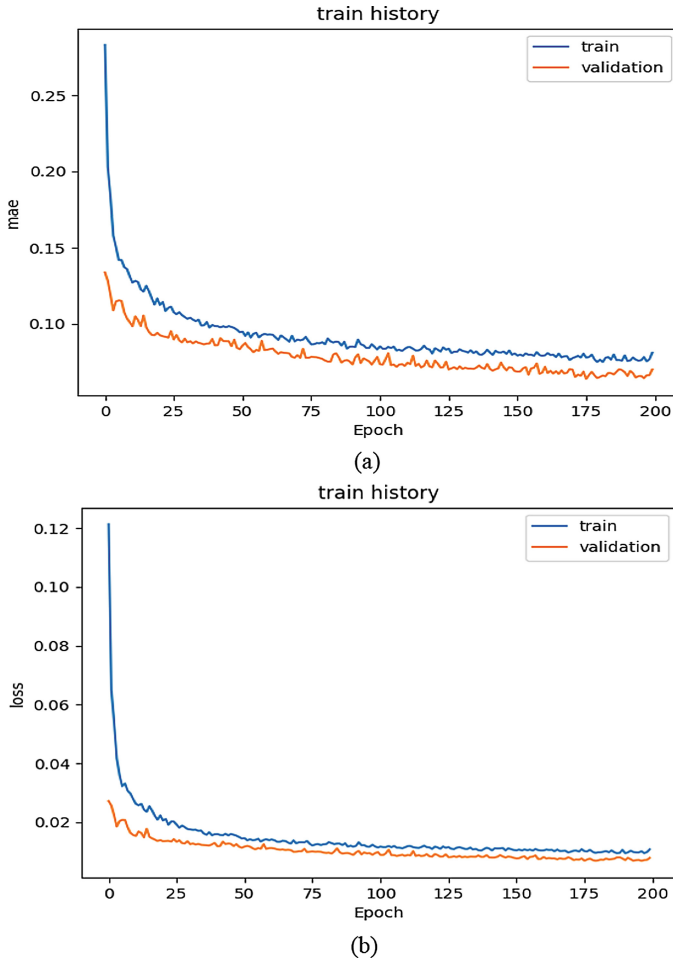 train history
train
validation
0.25
0.20
0.15
0.10
mae
0 25 50 75 100 125 150 175 200
Epoch
(a)
train history
train
validation
0.12
0.10
0.08
0.06
0.04
0.02
loss
0 25 50 75 100 125 150 175 200
Epoch
(b)